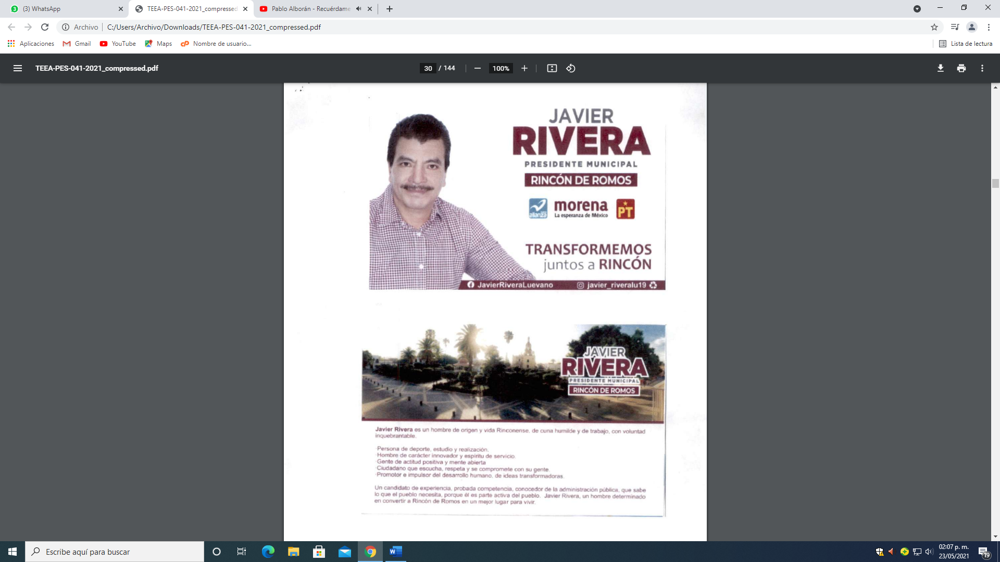 (3) WhatsApp
TEEA-PES-041-2021_compressed
Pablo Alborán - Recuérdame
Archivo
C:/Users/Archivo/Downloads/TEEA-PES-041-2021_compressed.pdf
Aplicaciones
Gmail
YouTube
Maps
Nombre de usuario...
Lista de lectura
TEEA-PES-041-2021_compressed.pdf
30 / 144
100%
JAVIER
RIVERA
PRESIDENTE MUNICIPAL
RINCÓN DE ROMOS
alianza
morena
La esperanza de México
PT
TRANSFORMEMOS
juntos a RINCÓN
JavierRiveraLuevano
javier_riveralu19
JAVIER
RIVERA
PRESIDENTE MUNICIPAL
RINCÓN DE ROMOS
Javier Rivera es un hombre de origen y vida Rinconense, de cuna humilde y de trabajo, con voluntad
inquebrantable.
·Persona de deporte, estudio y realización.
·Hombre de carácter innovador y espíritu de servicio.
·Gente de actitud positiva y mente abierta
·Ciudadano que escucha, respeta y se compromete con su gente.
·Promotor e impulsor del desarrollo humano, de ideas transformadoras.
Un candidato de experiencia, probada competencia, conocedor de la administración pública, que sabe
lo que el pueblo necesita, porque él es parte activa del pueblo. Javier Rivera, un hombre determinado
en convertir a Rincón de Romos en un mejor lugar para vivir.
Escribe aquí para buscar
02:07 p. m.
23/05/2021
19